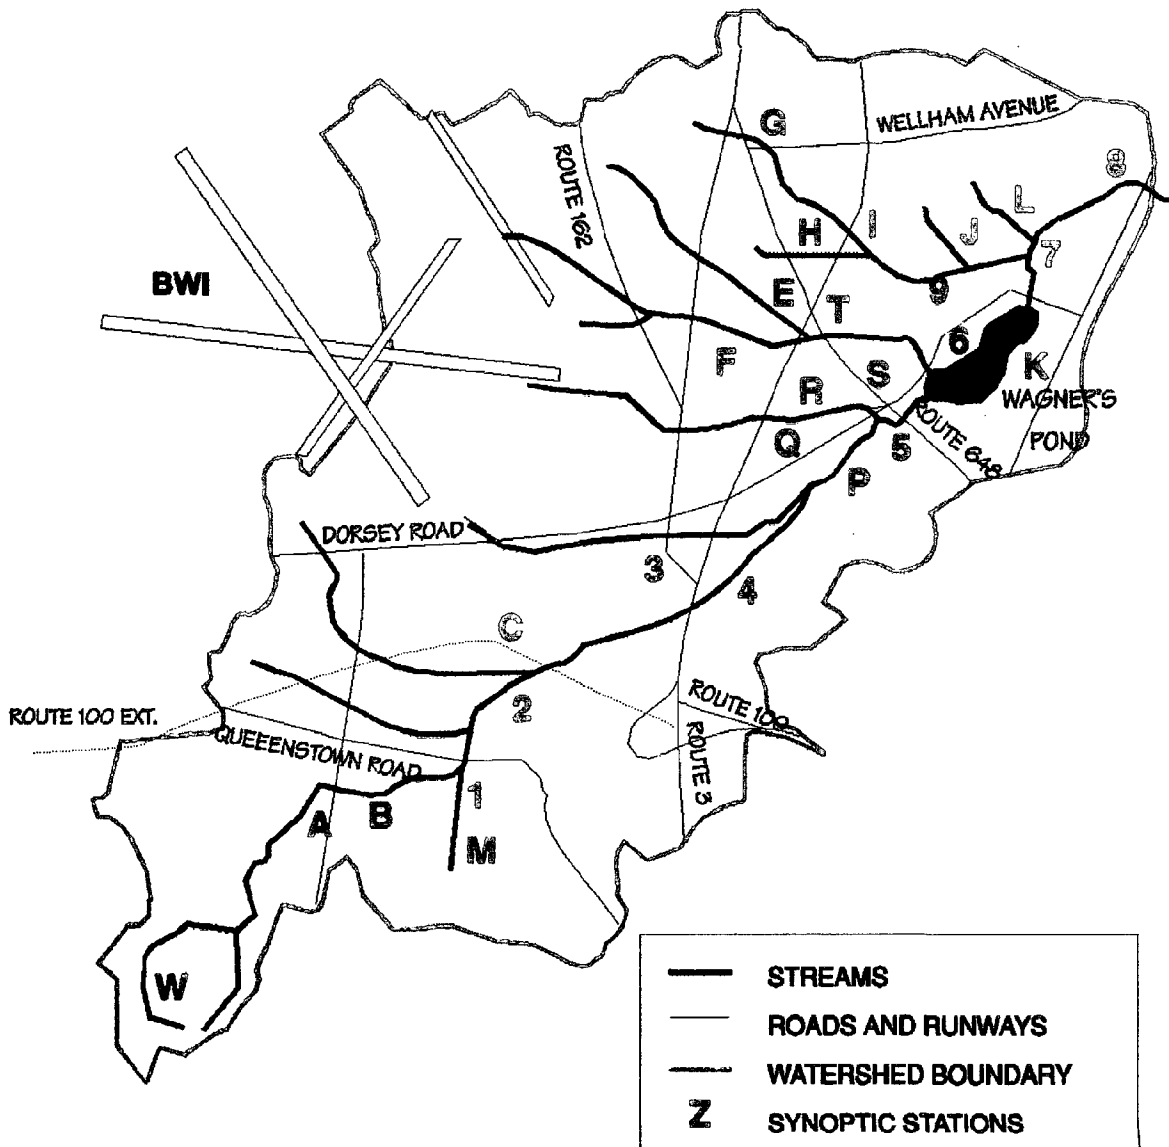 G
WELLHAM AVENUE
ROUTE 162
8
L
H
I
J
7
BWI
E
T
9
6
F
S
K
R
WAGNER'S
POND
Q
5
ROUTE 648
P
DORSEY ROAD
3
4
C
ROUTE 100 EXT.
2
ROUTE 100
QUEEENSTOWN ROAD
ROUTE 3
1
A
B
M
W
STREAMS
ROADS AND RUNWAYS
WATERSHED BOUNDARY
Z SYNOPTIC STATIONS